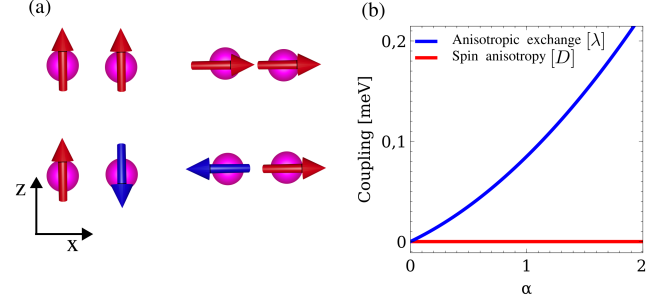 (a)
z
x
(b)
Anisotropic exchange [λ]
Spin anisotropy [D]
Coupling [meV]
0,2
0,1
0
0
1
2
α